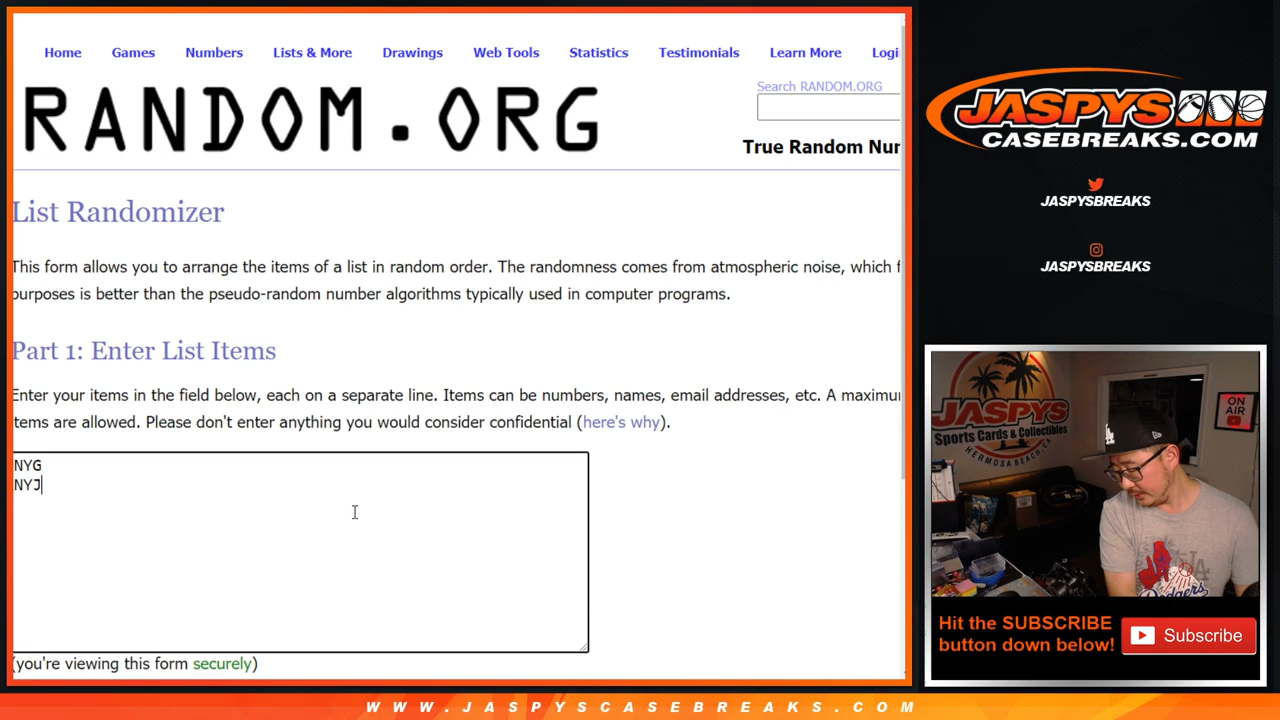 Home Games Numbers Lists & More Drawings Web Tools Statistics Testimonials Learn More Logi
Search RANDOM.ORG
RANDOM.ORG
True Random Num
List Randomizer
This form allows you to arrange the items of a list in random order. The randomness comes from atmospheric noise, which f
purposes is better than the pseudo-random number algorithms typically used in computer programs.
Part 1: Enter List Items
Enter your items in the field below, each on a separate line. Items can be numbers, names, email addresses, etc. A maximu
items are allowed. Please don't enter anything you would consider confidential (here's why).
NYG
NYJ
(you're viewing this form securely)
JASPYS
CASEBREAKS.COM
JASPYSBREAKS
JASPYSBREAKS
JASPYS
Sports Cards & Collectibles
HERMOSA BEACH, CA
ON
AIR
LA
Dodgers
Hit the SUBSCRIBE
button down below!
Subscribe
WWW.JASPYSCASEBREAKS.COM